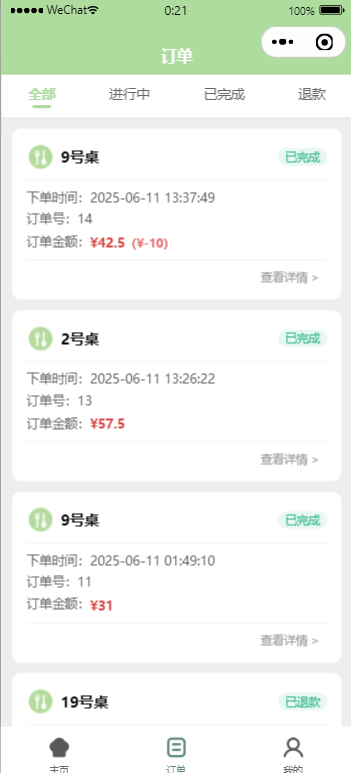 WeChat 0:21 100%
订单
全部 进行中 已完成 退款
9号桌 已完成
下单时间：2025-06-11 13:37:49
订单号：14
订单金额：¥42.5 (¥-10)
查看详情 >
2号桌 已完成
下单时间：2025-06-11 13:26:22
订单号：13
订单金额：¥57.5
查看详情 >
9号桌 已完成
下单时间：2025-06-11 01:49:10
订单号：11
订单金额：¥31
查看详情 >
19号桌 已退款
主页 订单 我的